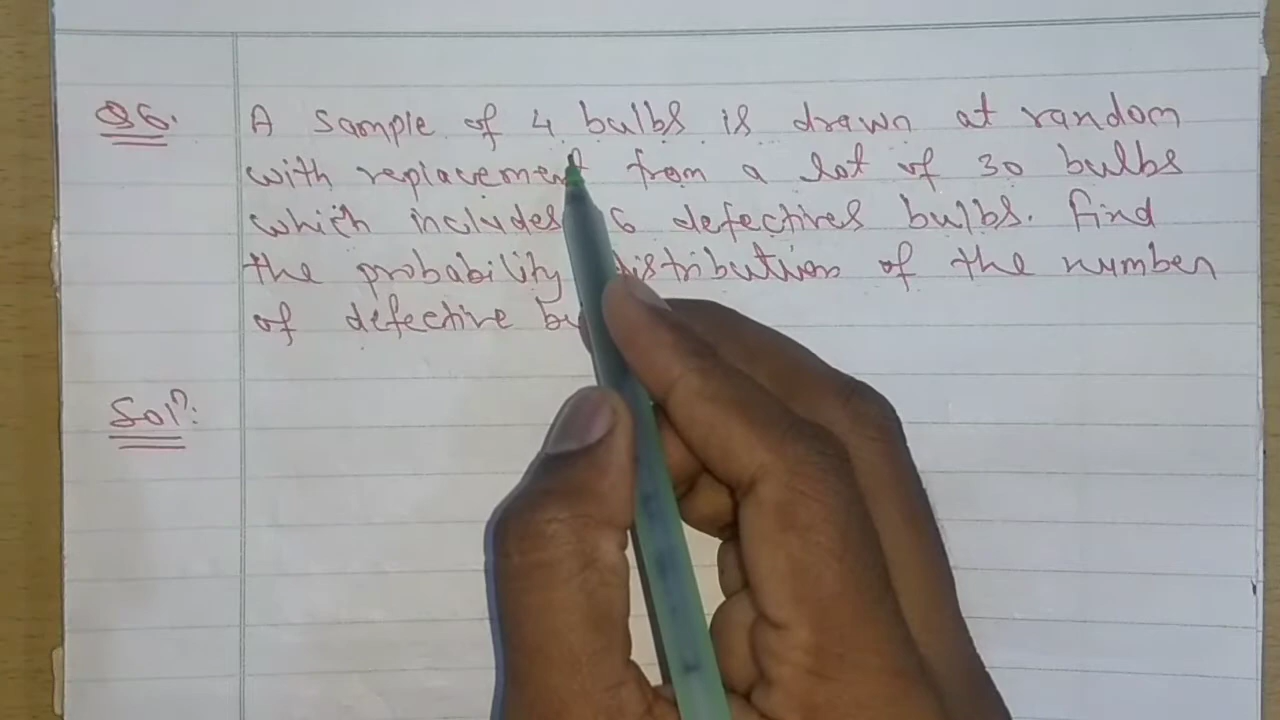 Q6. A sample of 4 bulbs is drawn at random
with replacement from a lot of 30 bulbs
which includes 6 defectives bulbs. Find
the probability distribution of the number
of defective
Solⁿ: